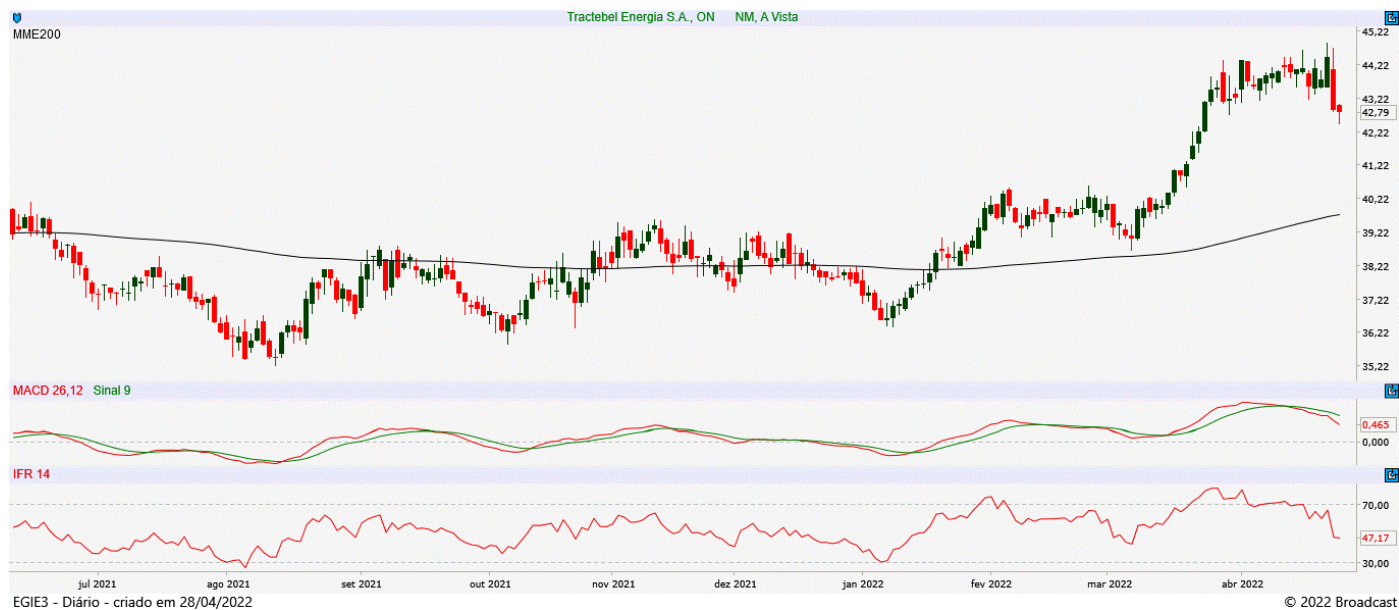 Tractebel Energia S.A., ON NM, A Vista
MME200
45,22
44,22
43,22
42,79
42,22
41,22
40,22
39,22
38,22
37,22
36,22
35,22
MACD 26,12 Sinal 9
0,465
0,000
IFR 14
70,00
47,17
30,00
jul 2021 ago 2021 set 2021 out 2021 nov 2021 dez 2021 jan 2022 fev 2022 mar 2022 abr 2022
EGIE3 - Diário - criado em 28/04/2022 © 2022 Broadcast